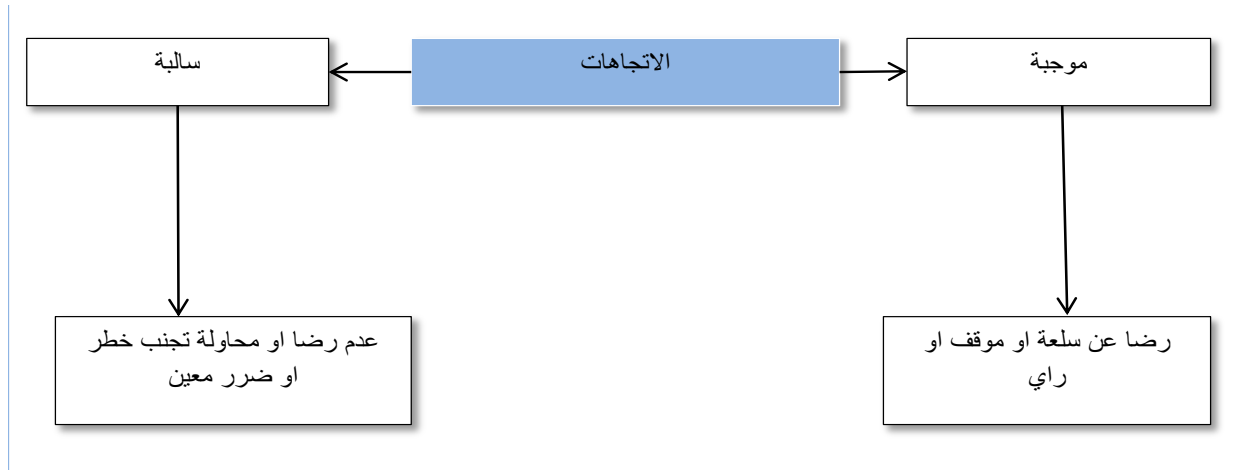 موجبة
الاتجاهات
سالبة
رضا عن سلعة او موقف او
راي
عدم رضا او محاولة تجنب خطر
او ضرر معين